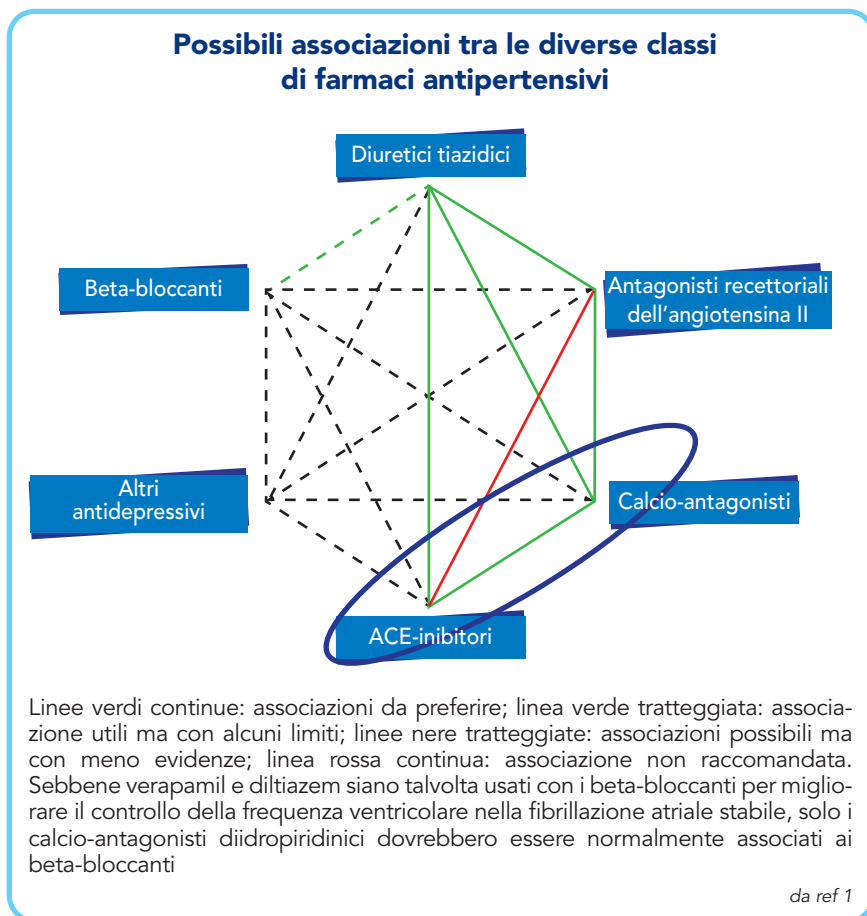 Possibili associazioni tra le diverse classi
di farmaci antipertensivi
Diuretici tiazidici
Beta-bloccanti
Antagonisti recettoriali
dell'angiotensina II
Altri
antidepressivi
Calcio-antagonisti
ACE-inibitori
Linee verdi continue: associazioni da preferire; linea verde tratteggiata: associa-
zione utili ma con alcuni limiti; linee nere tratteggiate: associazioni possibili ma
con meno evidenze; linea rossa continua: associazione non raccomandata.
Sebbene verapamil e diltiazem siano talvolta usati con i beta-bloccanti per miglio-
rare il controllo della frequenza ventricolare nella fibrillazione atriale stabile, solo i
calcio-antagonisti diidropiridinici dovrebbero essere normalmente associati ai
beta-bloccanti
da ref 1